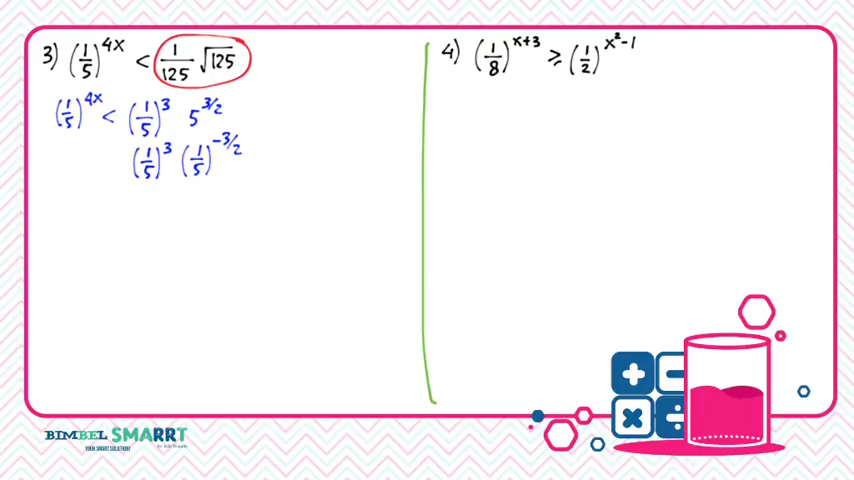 3) (1/5)^4x < 1/125 √125
(1/5)^4x < (1/5)^3 5^3/2
(1/5)^3 (1/5)^-3/2
4) (1/8)^x+3 ≥ (1/2)^x²-1
+ −
× ÷
BIMBEL SMARRT
YOUR SMART SOLUTION!